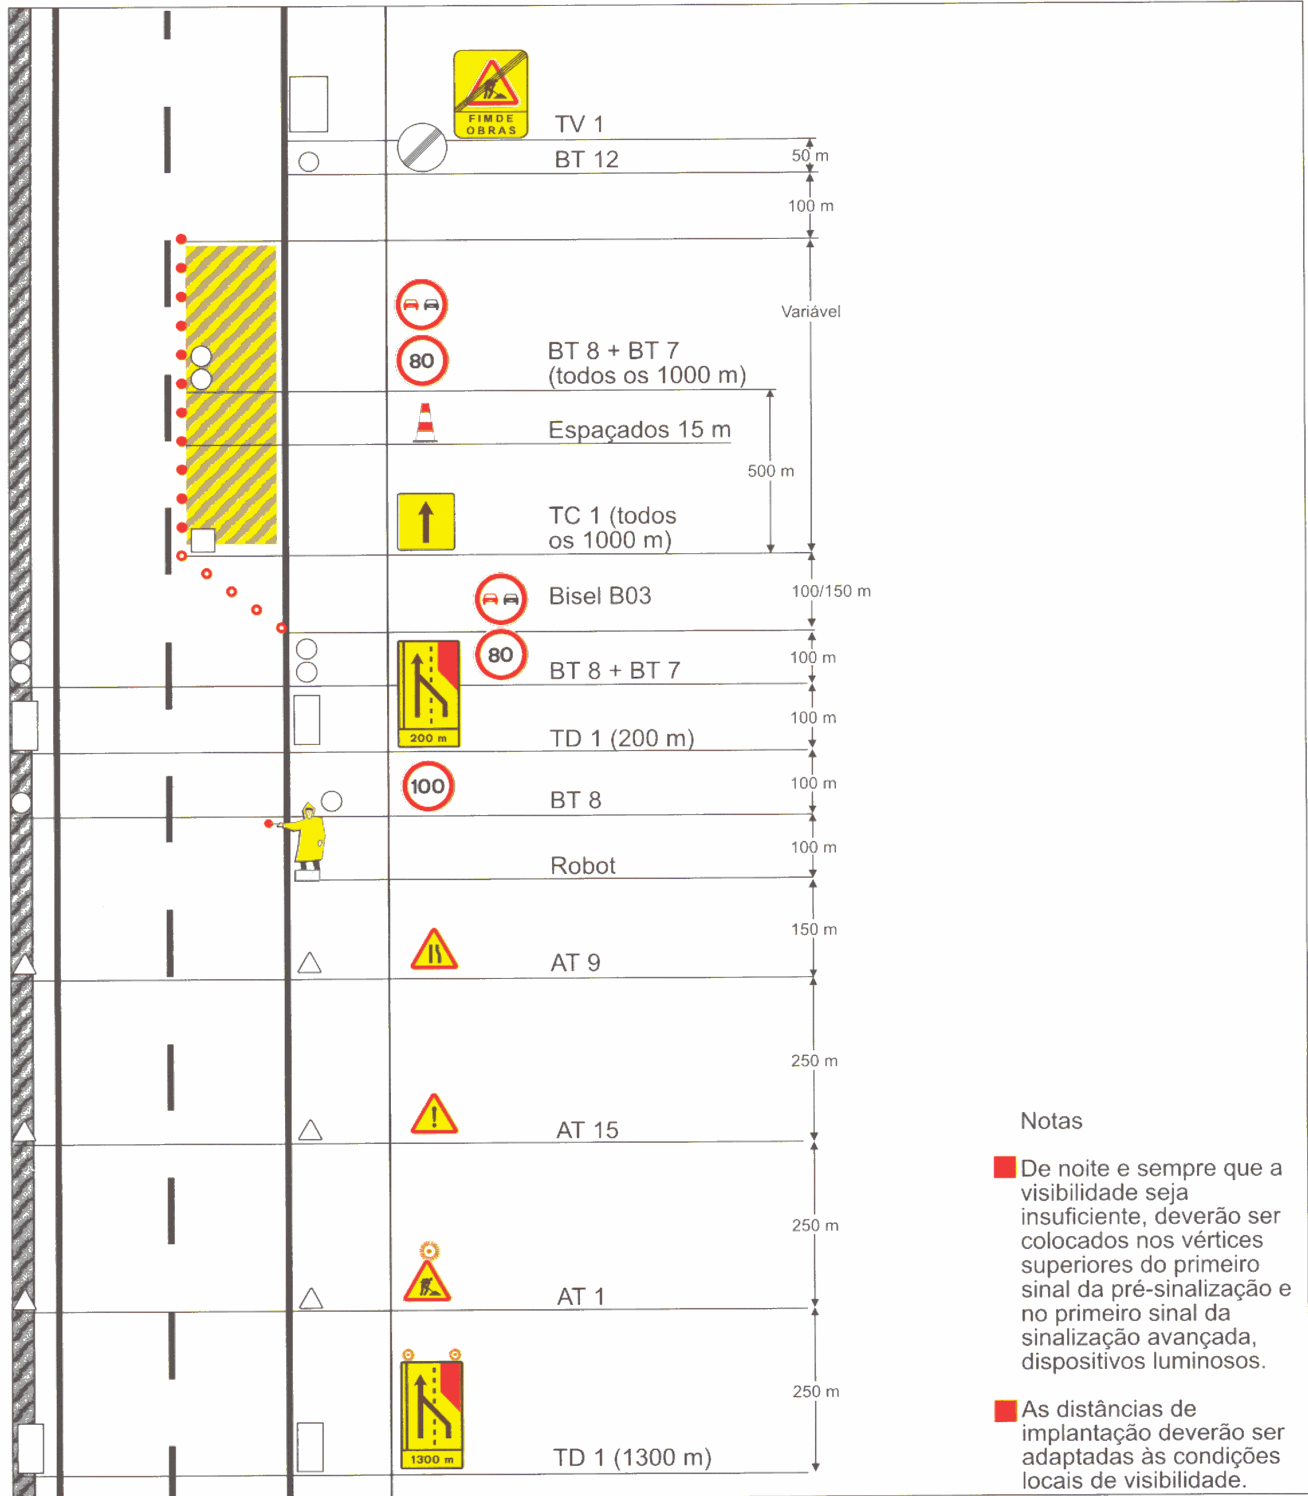 FIM DE
OBRAS
TV 1
BT 12
50 m
100 m
Variável
80
BT 8 + BT 7
(todos os 1000 m)
Espaçados 15 m
500 m
TC 1 (todos
os 1000 m)
Bisel B03
100/150 m
80
BT 8 + BT 7
100 m
200 m
TD 1 (200 m)
100 m
100
BT 8
100 m
Robot
100 m
AT 9
150 m
AT 15
250 m
AT 1
250 m
1300 m
TD 1 (1300 m)
250 m
Notas
De noite e sempre que a
visibilidade seja
insuficiente, deverão ser
colocados nos vértices
superiores do primeiro
sinal da pré-sinalização e
no primeiro sinal da
sinalização avançada,
dispositivos luminosos.
As distâncias de
implantação deverão ser
adaptadas às condições
locais de visibilidade.